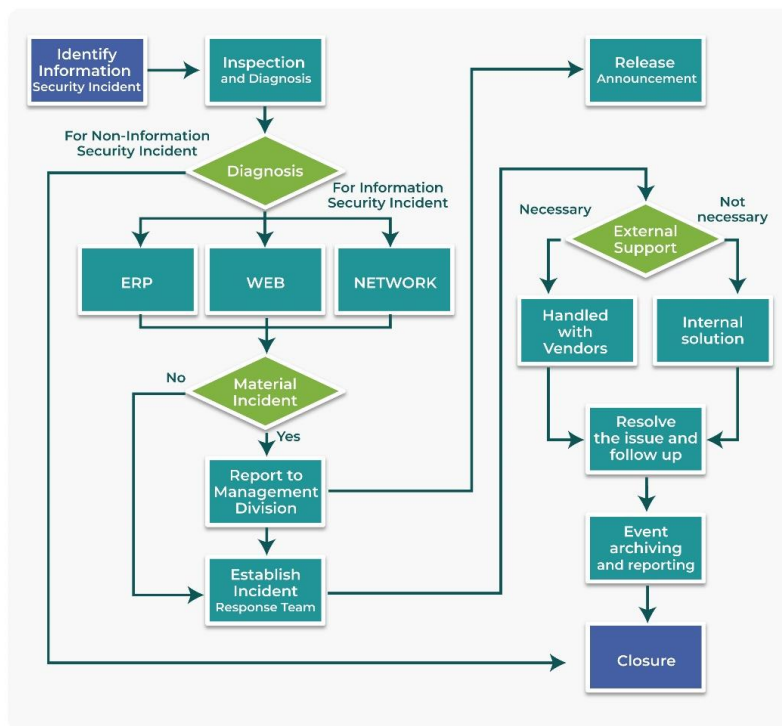 Identify
Information
Security Incident
Inspection
and Diagnosis
Release
Announcement
For Non-Information
Security Incident
Diagnosis
For Information
Security Incident
ERP
WEB
NETWORK
Necessary
Not
necessary
External
Support
Handled
with
Vendors
Internal
solution
No
Material
Incident
Yes
Report to
Management
Division
Establish
Incident
Response Team
Resolve
the issue and
follow up
Event
archiving
and reporting
Closure